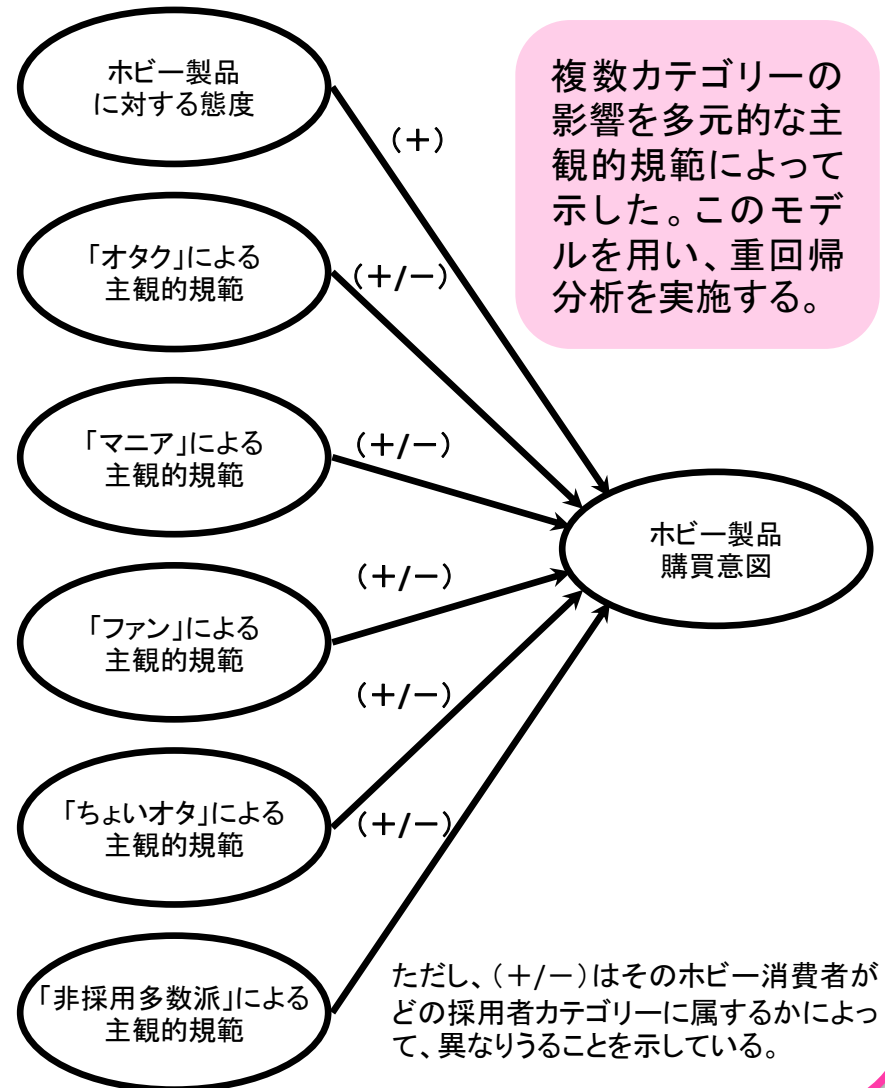 ホビー製品
に対する態度
(＋)
複数カテゴリーの
影響を多元的な主
観的規範によって
示した。このモデ
ルを用い、重回帰
分析を実施する。
「オタク」による
主観的規範
(＋/－)
「マニア」による
主観的規範
(＋/－)
ホビー製品
購買意図
(＋/－)
「ファン」による
主観的規範
(＋/－)
「ちょいオタ」による
主観的規範
(＋/－)
「非採用多数派」による
主観的規範
ただし、(＋/－)はそのホビー消費者が
どの採用者カテゴリーに属するかによっ
て、異なりうることを示している。